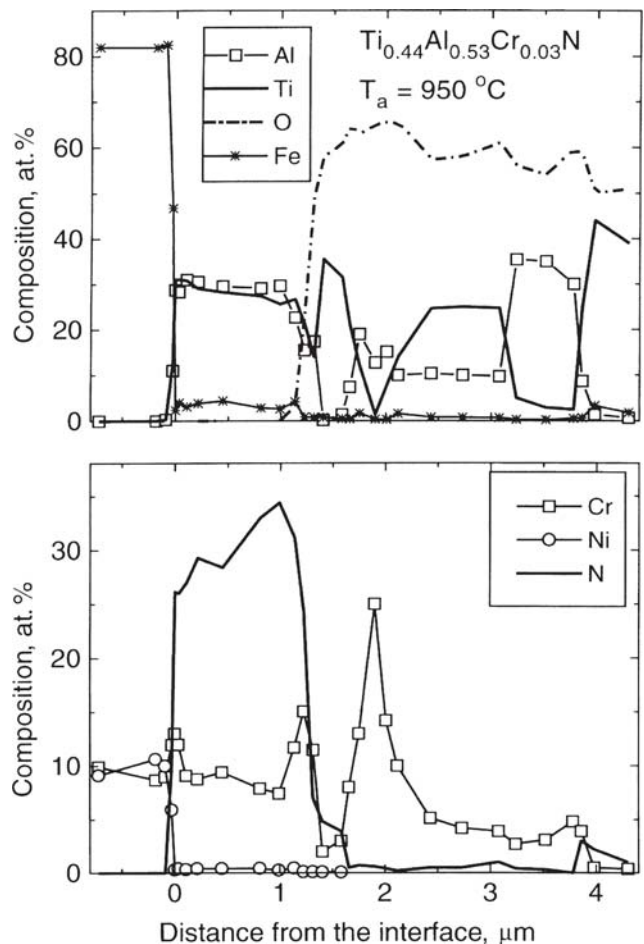 80
60
40
20
0
Composition, at.%
Al
Ti
O
Fe
Ti0.44Al0.53Cr0.03N
Ta = 950 °C
30
20
10
0
Composition, at.%
Cr
Ni
N
0 1 2 3 4
Distance from the interface, μm